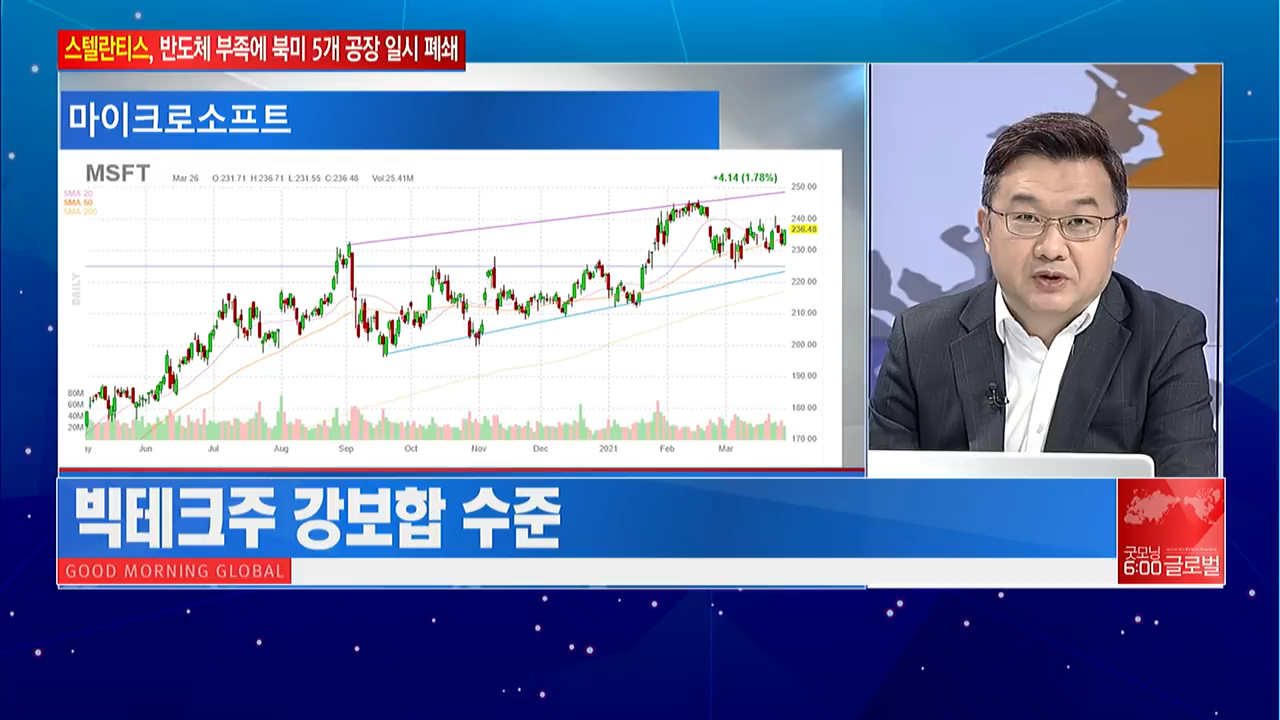 스텔란티스, 반도체 부족에 북미 5개 공장 일시 폐쇄
마이크로소프트
MSFT Mar 26 O:231.71 H:236.71 L:231.55 C:236.48 Vol:25.41M +4.14 (1.78%)
SMA 20
SMA 50
SMA 200
DAILY
250.00
240.00
236.48
230.00
220.00
210.00
200.00
190.00
180.00
170.00
80M
60M
40M
20M
ay Jun Jul Aug Sep Oct Nov Dec 2021 Feb Mar
빅테크주 강보합 수준
GOOD MORNING GLOBAL
굿모닝
6:00 글로벌